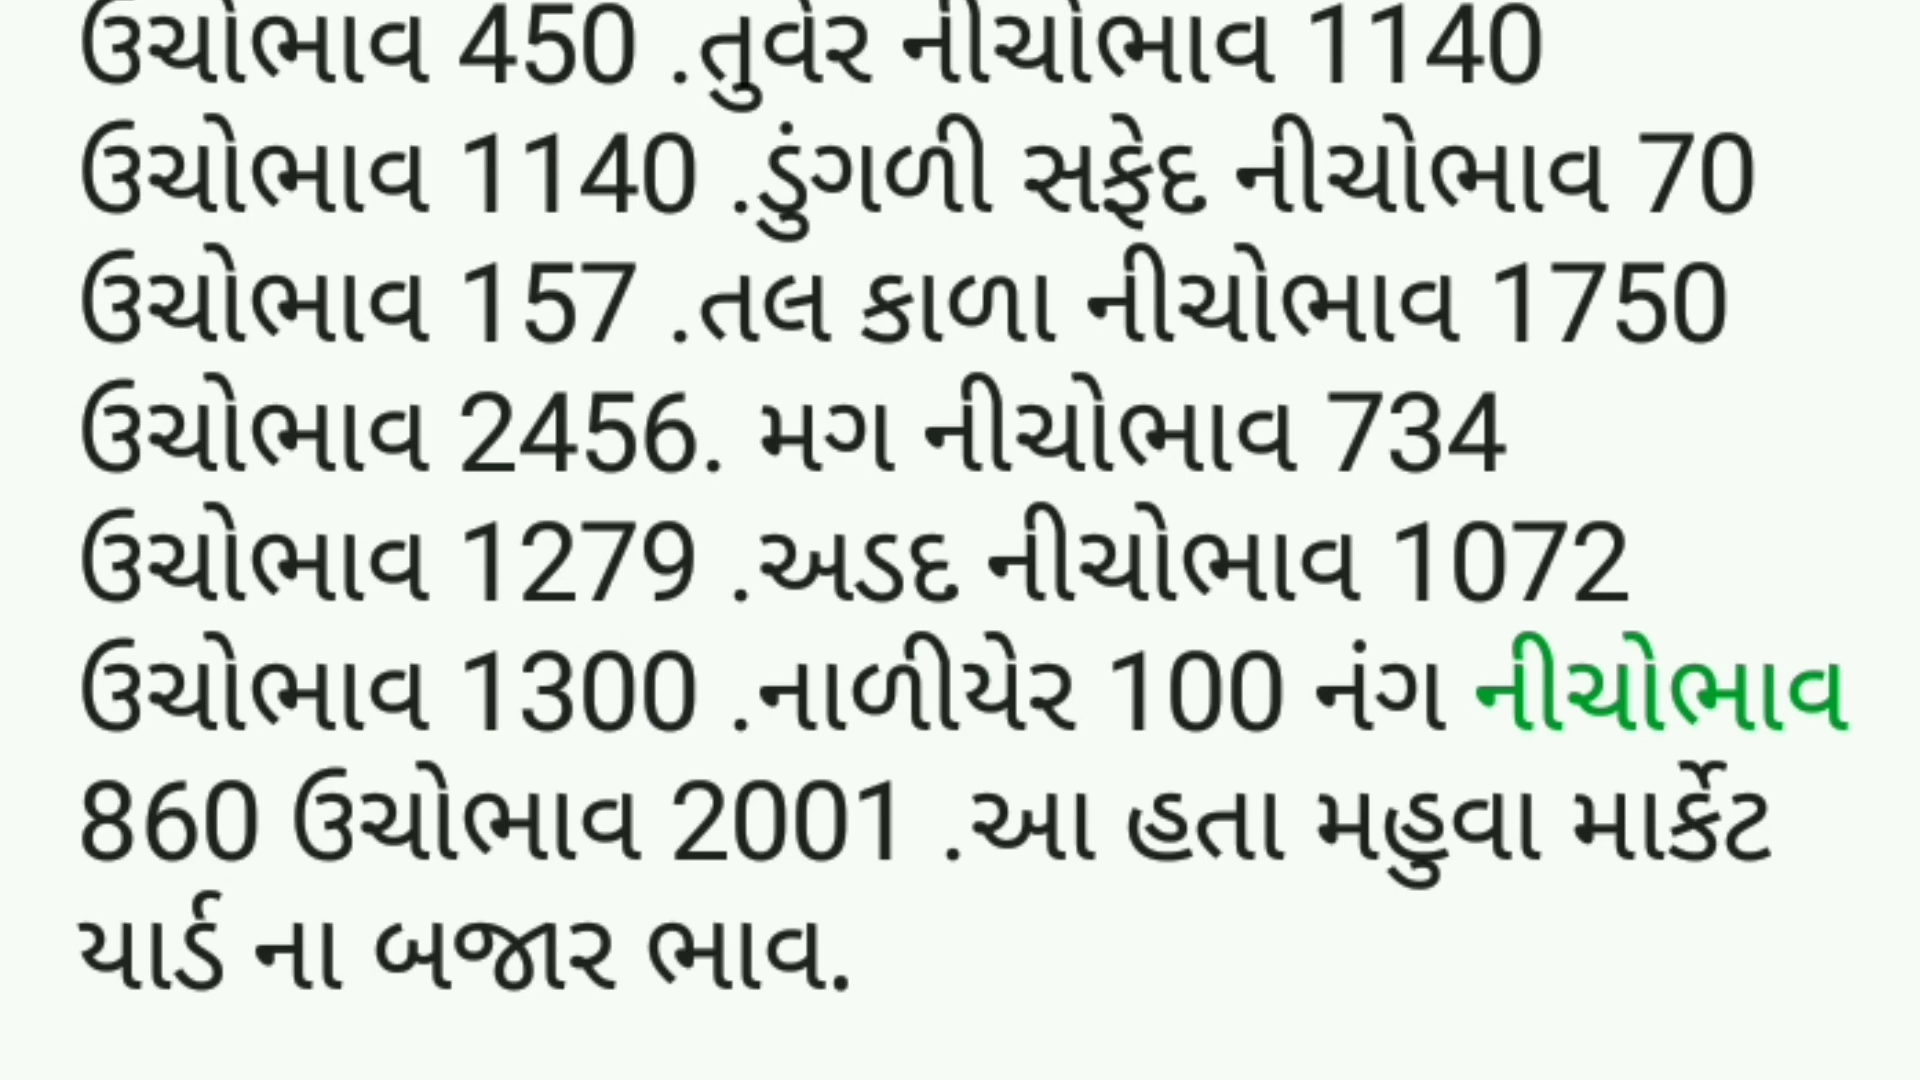 ઉચોભાવ 450 .તુવેર નીચોભાવ 1140
ઉચોભાવ 1140 .ડુંગળી સફેદ નીચોભાવ 70
ઉચોભાવ 157 .તલ કાળા નીચોભાવ 1750
ઉચોભાવ 2456. મગ નીચોભાવ 734
ઉચોભાવ 1279 .અડદ નીચોભાવ 1072
ઉચોભાવ 1300 .નાળીયેર 100 નંગ નીચોભાવ
860 ઉચોભાવ 2001 .આ હતા મહુવા માર્કેટ
યાર્ડ ના બજાર ભાવ.